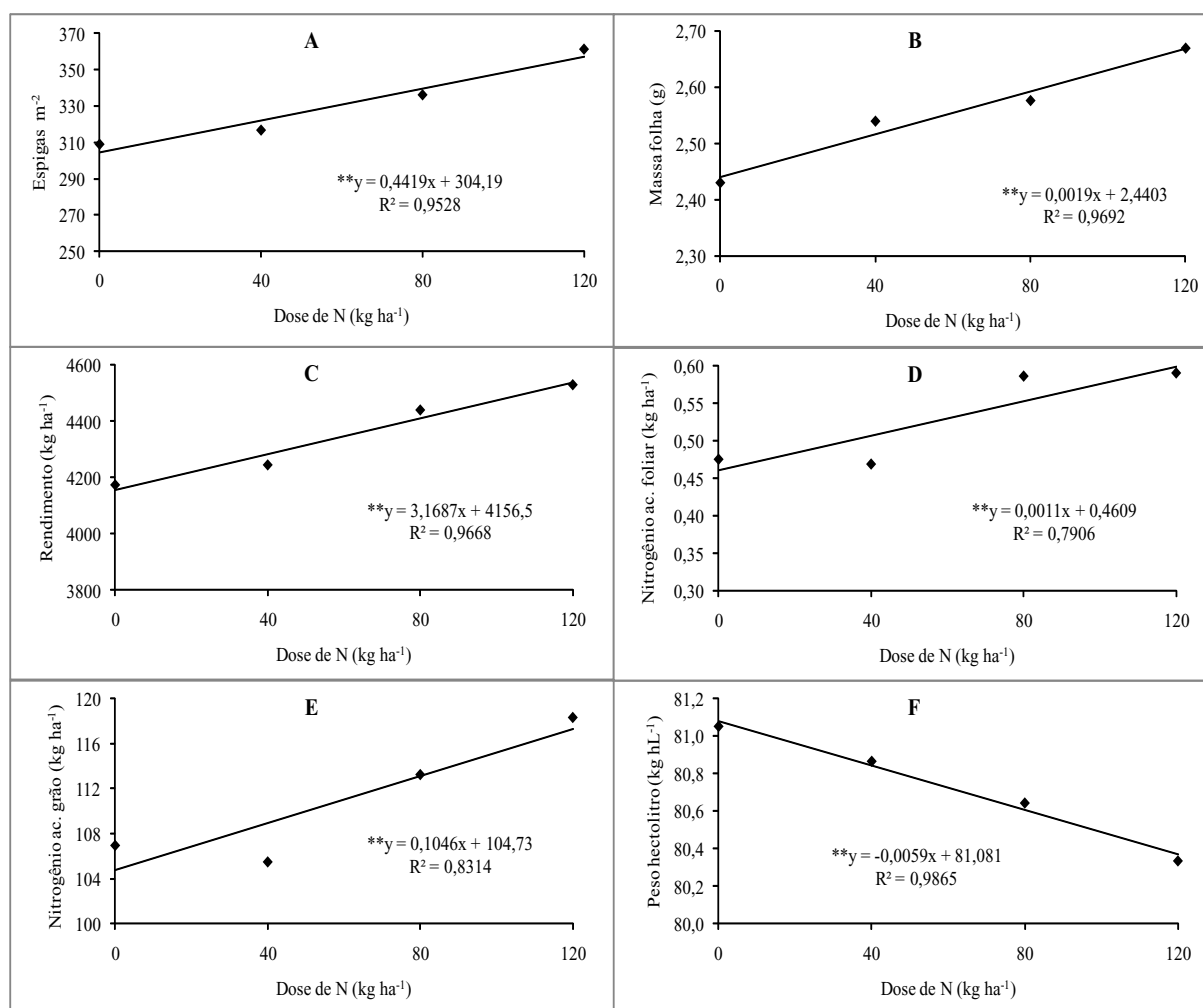 A
370
350
330
310
290
270
250
Espigas m⁻²
**y = 0,4419x + 304,19
R² = 0,9528
0 40 80 120
Dose de N (kg ha⁻¹)
B
2,70
2,60
2,50
2,40
2,30
Massa folha (g)
**y = 0,0019x + 2,4403
R² = 0,9692
0 40 80 120
Dose de N (kg ha⁻¹)
C
4600
4400
4200
4000
3800
Rendimento (kg ha⁻¹)
**y = 3,1687x + 4156,5
R² = 0,9668
0 40 80 120
Dose de N (kg ha⁻¹)
D
0,60
0,55
0,50
0,45
0,40
0,35
0,30
Nitrogênio ac. foliar (kg ha⁻¹)
**y = 0,0011x + 0,4609
R² = 0,7906
0 40 80 120
Dose de N (kg ha⁻¹)
E
120
116
112
108
104
100
Nitrogênio ac. grão (kg ha⁻¹)
**y = 0,1046x + 104,73
R² = 0,8314
0 40 80 120
Dose de N (kg ha⁻¹)
F
81,0
80,8
80,6
80,4
80,2
80,0
Peso hectolitro (kg hL⁻¹)
**y = -0,0059x + 81,081
R² = 0,9865
0 40 80 120
Dose de N (kg ha⁻¹)